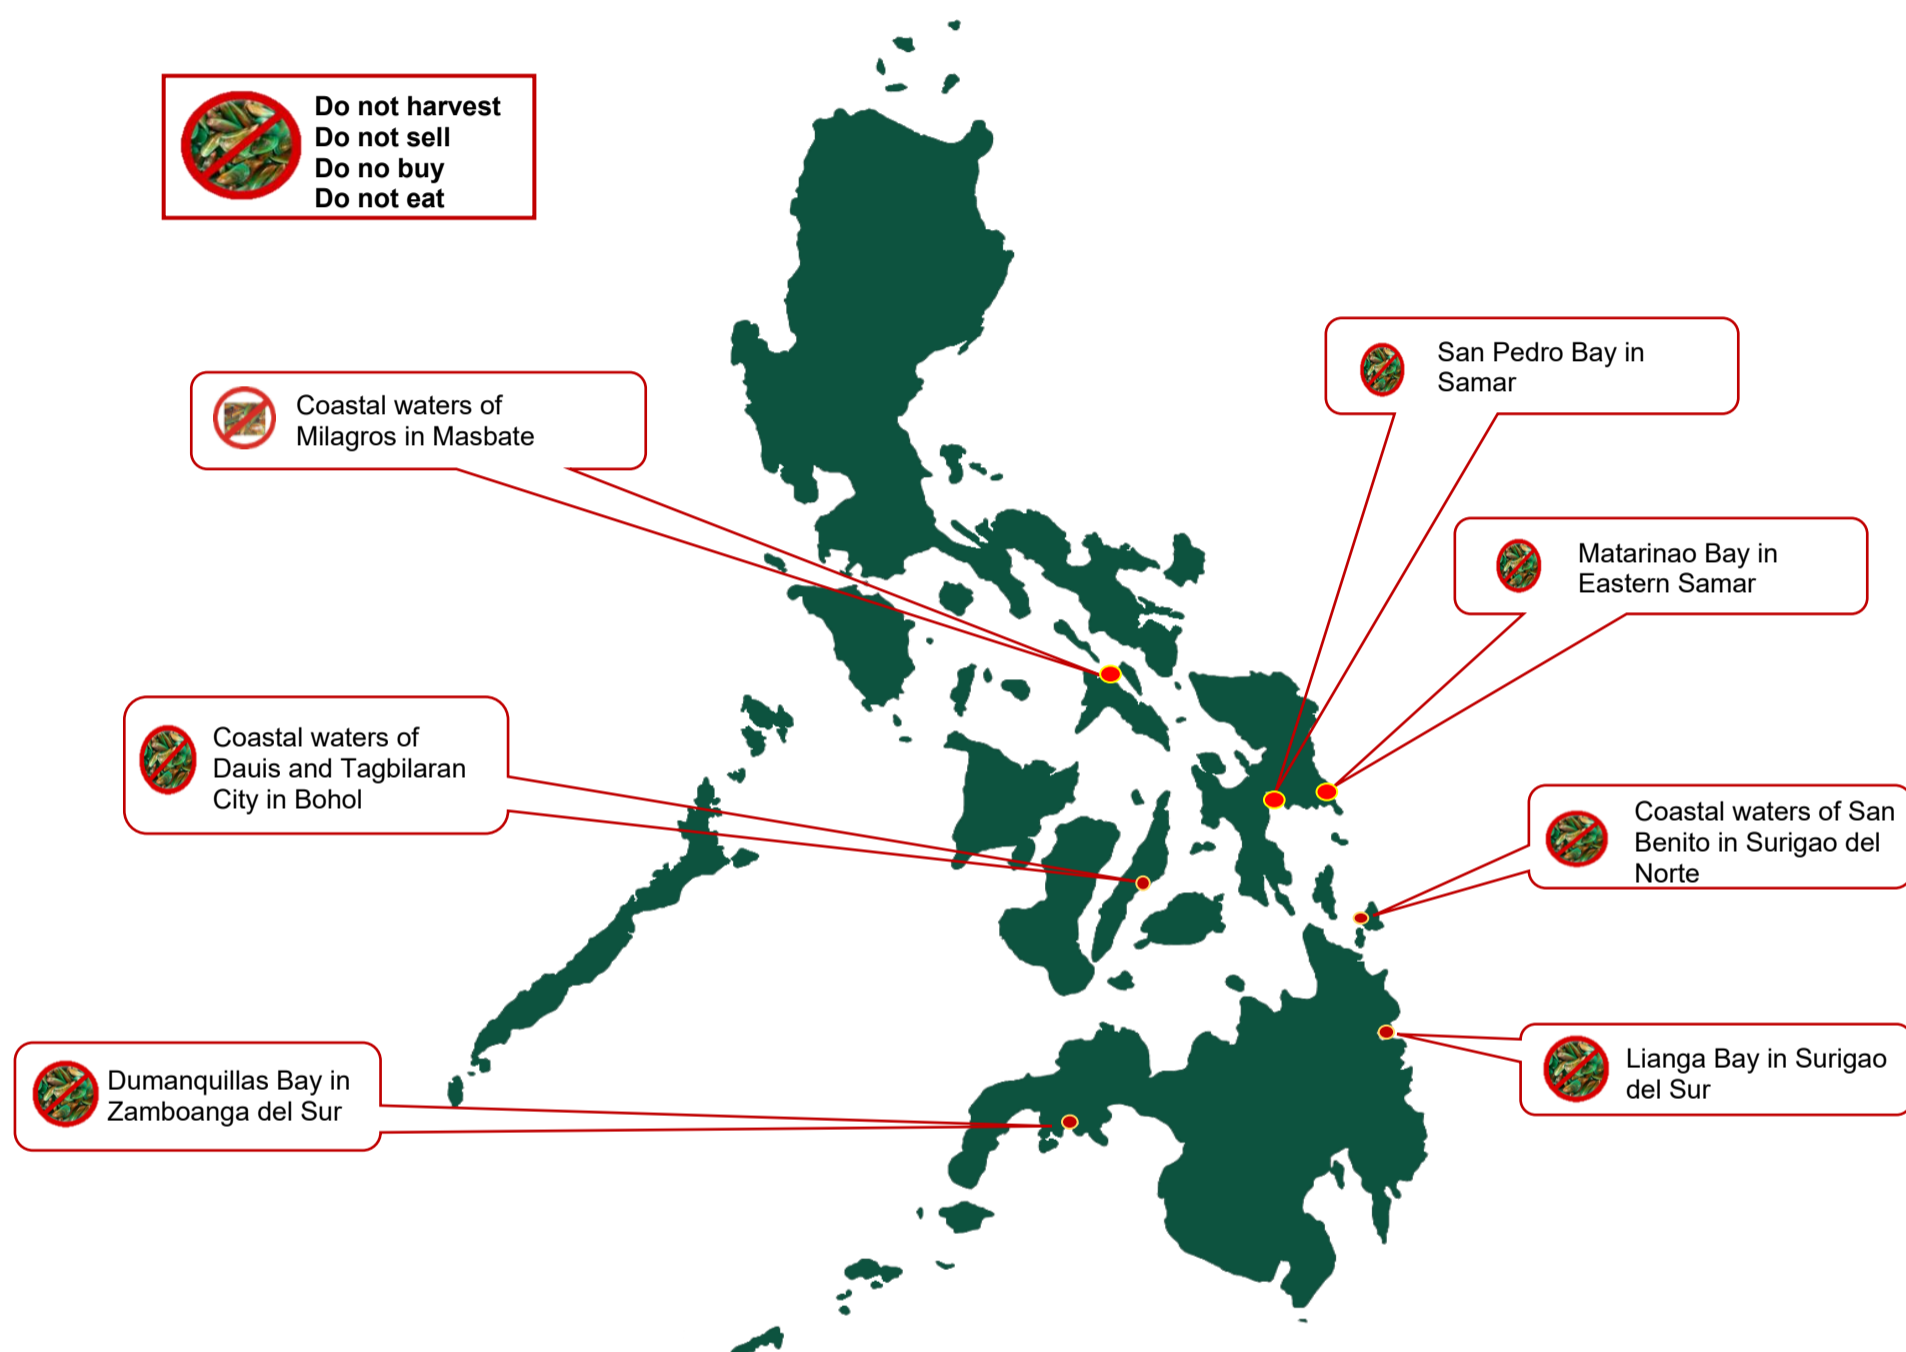 Do not harvest
Do not sell
Do no buy
Do not eat
San Pedro Bay in
Samar
Coastal waters of
Milagros in Masbate
Matarinao Bay in
Eastern Samar
Coastal waters of
Dauis and Tagbilaran
City in Bohol
Coastal waters of San
Benito in Surigao del
Norte
Lianga Bay in Surigao
del Sur
Dumanquillas Bay in
Zamboanga del Sur